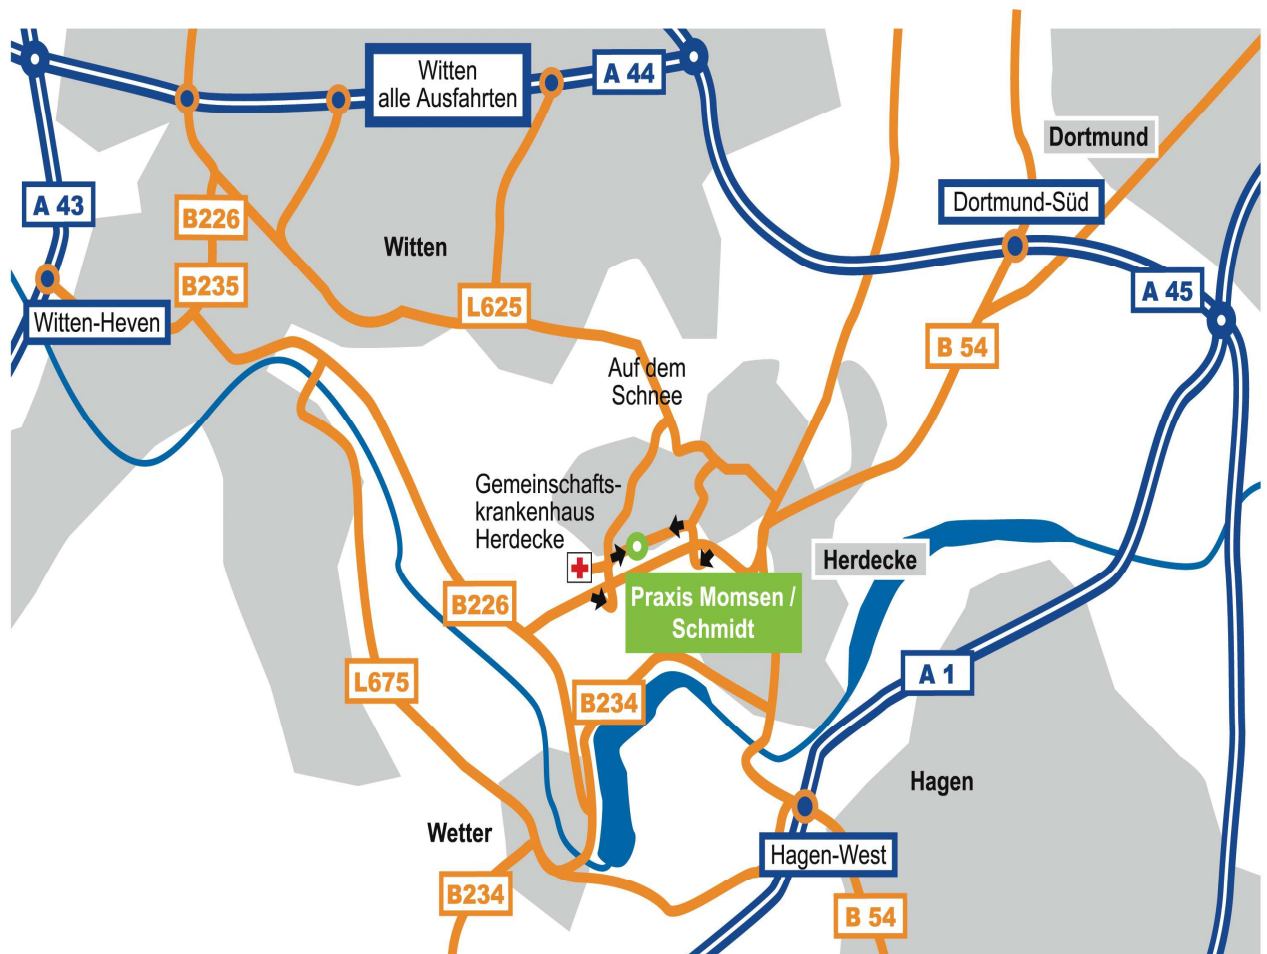 Witten
alle Ausfahrten
A 44
Dortmund
A 43
B226
Dortmund-Süd
Witten
B235
A 45
L625
Witten-Heven
B 54
Auf dem
Schnee
Gemeinschafts-
krankenhaus
Herdecke
Herdecke
B226
Praxis Momsen /
Schmidt
L675
A 1
B234
Hagen
Wetter
Hagen-West
B234
B 54